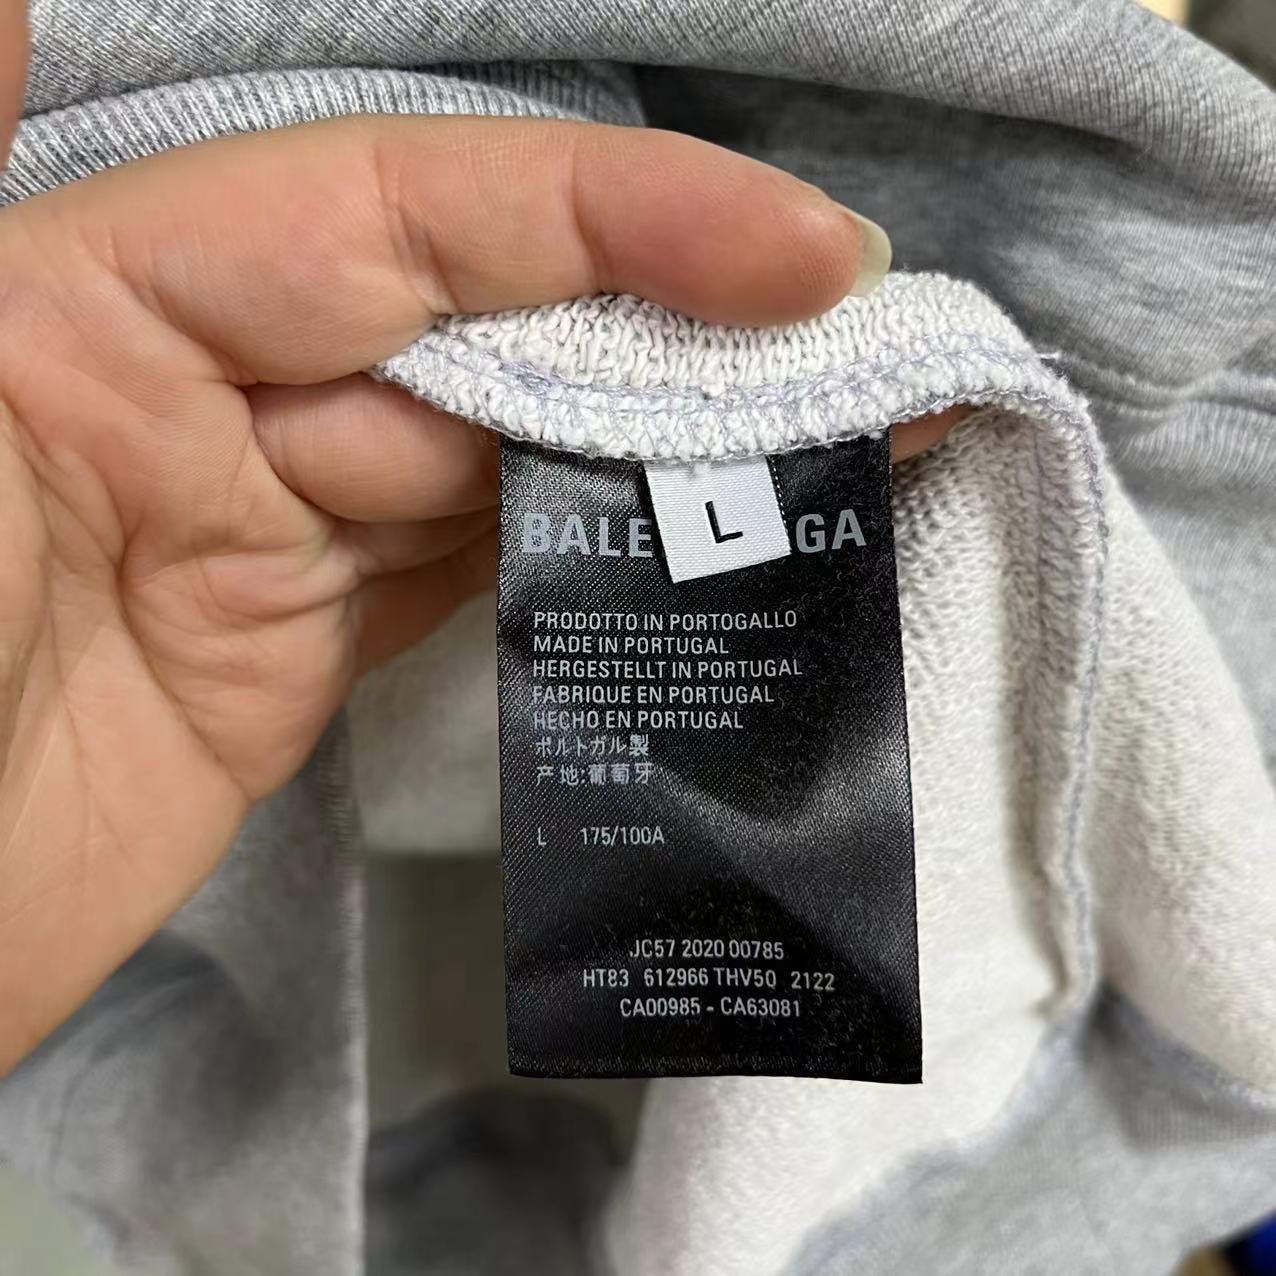 L
BALE GA
PRODOTTO IN PORTOGALLO
MADE IN PORTUGAL
HERGESTELLT IN PORTUGAL
FABRIQUE EN PORTUGAL
HECHO EN PORTUGAL
ポルトガル製
产地:葡萄牙
L 175/100A
JC57 2020 00785
HT83 612966 THV5Q 2122
CA00985 - CA63081